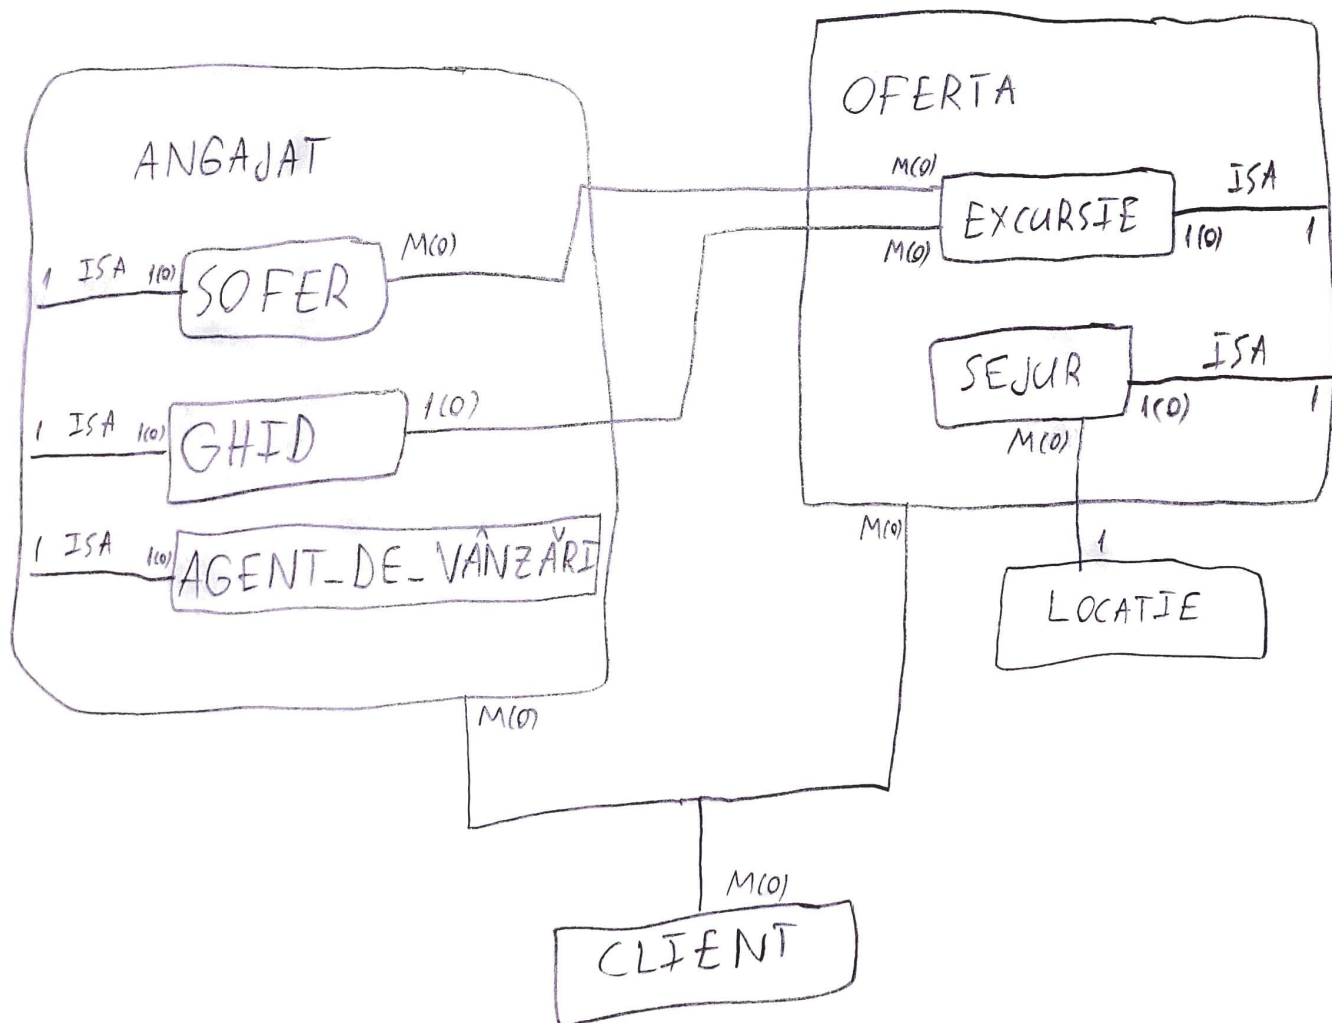 OFERTA
ANGAJAT
M(0)
EXCURSIE
ISA
M(0)
1(0)
1
1 ISA 1(0)
SOFER
M(0)
SEJUR
ISA
1(0)
1
M(0)
1 ISA 1(0)
GHID
1(0)
1 ISA 1(0)
AGENT_DE_VÂNZĂRI
M(0)
1
LOCATIE
M(0)
M(0)
CLIENT